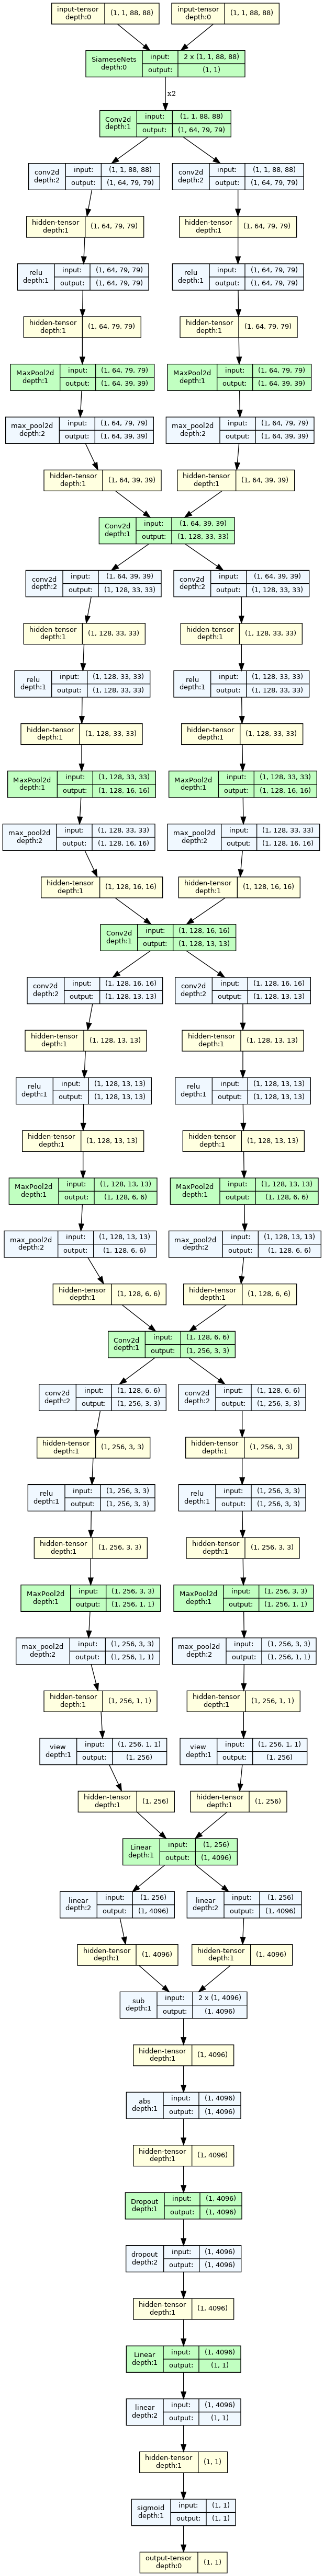 input-tensor
depth:0
(1, 1, 88, 88)
input-tensor
depth:0
(1, 1, 88, 88)
SiameseNets
depth:0
input: 2 x (1, 1, 88, 88)
output: (1, 1)
x2
Conv2d
depth:1
input: (1, 1, 88, 88)
output: (1, 64, 79, 79)
conv2d
depth:2
input: (1, 1, 88, 88)
output: (1, 64, 79, 79)
conv2d
depth:2
input: (1, 1, 88, 88)
output: (1, 64, 79, 79)
hidden-tensor
depth:1
(1, 64, 79, 79)
hidden-tensor
depth:1
(1, 64, 79, 79)
relu
depth:1
input: (1, 64, 79, 79)
output: (1, 64, 79, 79)
relu
depth:1
input: (1, 64, 79, 79)
output: (1, 64, 79, 79)
hidden-tensor
depth:1
(1, 64, 79, 79)
hidden-tensor
depth:1
(1, 64, 79, 79)
MaxPool2d
depth:1
input: (1, 64, 79, 79)
output: (1, 64, 39, 39)
MaxPool2d
depth:1
input: (1, 64, 79, 79)
output: (1, 64, 39, 39)
max_pool2d
depth:2
input: (1, 64, 79, 79)
output: (1, 64, 39, 39)
max_pool2d
depth:2
input: (1, 64, 79, 79)
output: (1, 64, 39, 39)
hidden-tensor
depth:1
(1, 64, 39, 39)
hidden-tensor
depth:1
(1, 64, 39, 39)
Conv2d
depth:1
input: (1, 64, 39, 39)
output: (1, 128, 33, 33)
conv2d
depth:2
input: (1, 64, 39, 39)
output: (1, 128, 33, 33)
conv2d
depth:2
input: (1, 64, 39, 39)
output: (1, 128, 33, 33)
hidden-tensor
depth:1
(1, 128, 33, 33)
hidden-tensor
depth:1
(1, 128, 33, 33)
relu
depth:1
input: (1, 128, 33, 33)
output: (1, 128, 33, 33)
relu
depth:1
input: (1, 128, 33, 33)
output: (1, 128, 33, 33)
hidden-tensor
depth:1
(1, 128, 33, 33)
hidden-tensor
depth:1
(1, 128, 33, 33)
MaxPool2d
depth:1
input: (1, 128, 33, 33)
output: (1, 128, 16, 16)
MaxPool2d
depth:1
input: (1, 128, 33, 33)
output: (1, 128, 16, 16)
max_pool2d
depth:2
input: (1, 128, 33, 33)
output: (1, 128, 16, 16)
max_pool2d
depth:2
input: (1, 128, 33, 33)
output: (1, 128, 16, 16)
hidden-tensor
depth:1
(1, 128, 16, 16)
hidden-tensor
depth:1
(1, 128, 16, 16)
Conv2d
depth:1
input: (1, 128, 16, 16)
output: (1, 128, 13, 13)
conv2d
depth:2
input: (1, 128, 16, 16)
output: (1, 128, 13, 13)
conv2d
depth:2
input: (1, 128, 16, 16)
output: (1, 128, 13, 13)
hidden-tensor
depth:1
(1, 128, 13, 13)
hidden-tensor
depth:1
(1, 128, 13, 13)
relu
depth:1
input: (1, 128, 13, 13)
output: (1, 128, 13, 13)
relu
depth:1
input: (1, 128, 13, 13)
output: (1, 128, 13, 13)
hidden-tensor
depth:1
(1, 128, 13, 13)
hidden-tensor
depth:1
(1, 128, 13, 13)
MaxPool2d
depth:1
input: (1, 128, 13, 13)
output: (1, 128, 6, 6)
MaxPool2d
depth:1
input: (1, 128, 13, 13)
output: (1, 128, 6, 6)
max_pool2d
depth:2
input: (1, 128, 13, 13)
output: (1, 128, 6, 6)
max_pool2d
depth:2
input: (1, 128, 13, 13)
output: (1, 128, 6, 6)
hidden-tensor
depth:1
(1, 128, 6, 6)
hidden-tensor
depth:1
(1, 128, 6, 6)
Conv2d
depth:1
input: (1, 128, 6, 6)
output: (1, 256, 3, 3)
conv2d
depth:2
input: (1, 128, 6, 6)
output: (1, 256, 3, 3)
conv2d
depth:2
input: (1, 128, 6, 6)
output: (1, 256, 3, 3)
hidden-tensor
depth:1
(1, 256, 3, 3)
hidden-tensor
depth:1
(1, 256, 3, 3)
relu
depth:1
input: (1, 256, 3, 3)
output: (1, 256, 3, 3)
relu
depth:1
input: (1, 256, 3, 3)
output: (1, 256, 3, 3)
hidden-tensor
depth:1
(1, 256, 3, 3)
hidden-tensor
depth:1
(1, 256, 3, 3)
MaxPool2d
depth:1
input: (1, 256, 3, 3)
output: (1, 256, 1, 1)
MaxPool2d
depth:1
input: (1, 256, 3, 3)
output: (1, 256, 1, 1)
max_pool2d
depth:2
input: (1, 256, 3, 3)
output: (1, 256, 1, 1)
max_pool2d
depth:2
input: (1, 256, 3, 3)
output: (1, 256, 1, 1)
hidden-tensor
depth:1
(1, 256, 1, 1)
hidden-tensor
depth:1
(1, 256, 1, 1)
view
depth:1
input: (1, 256, 1, 1)
output: (1, 256)
view
depth:1
input: (1, 256, 1, 1)
output: (1, 256)
hidden-tensor
depth:1
(1, 256)
hidden-tensor
depth:1
(1, 256)
Linear
depth:1
input: (1, 256)
output: (1, 4096)
linear
depth:2
input: (1, 256)
output: (1, 4096)
linear
depth:2
input: (1, 256)
output: (1, 4096)
hidden-tensor
depth:1
(1, 4096)
hidden-tensor
depth:1
(1, 4096)
sub
depth:1
input: 2 x (1, 4096)
output: (1, 4096)
hidden-tensor
depth:1
(1, 4096)
abs
depth:1
input: (1, 4096)
output: (1, 4096)
hidden-tensor
depth:1
(1, 4096)
Dropout
depth:1
input: (1, 4096)
output: (1, 4096)
dropout
depth:2
input: (1, 4096)
output: (1, 4096)
hidden-tensor
depth:1
(1, 4096)
Linear
depth:1
input: (1, 4096)
output: (1, 1)
linear
depth:2
input: (1, 4096)
output: (1, 1)
hidden-tensor
depth:1
(1, 1)
sigmoid
depth:1
input: (1, 1)
output: (1, 1)
output-tensor
depth:0
(1, 1)